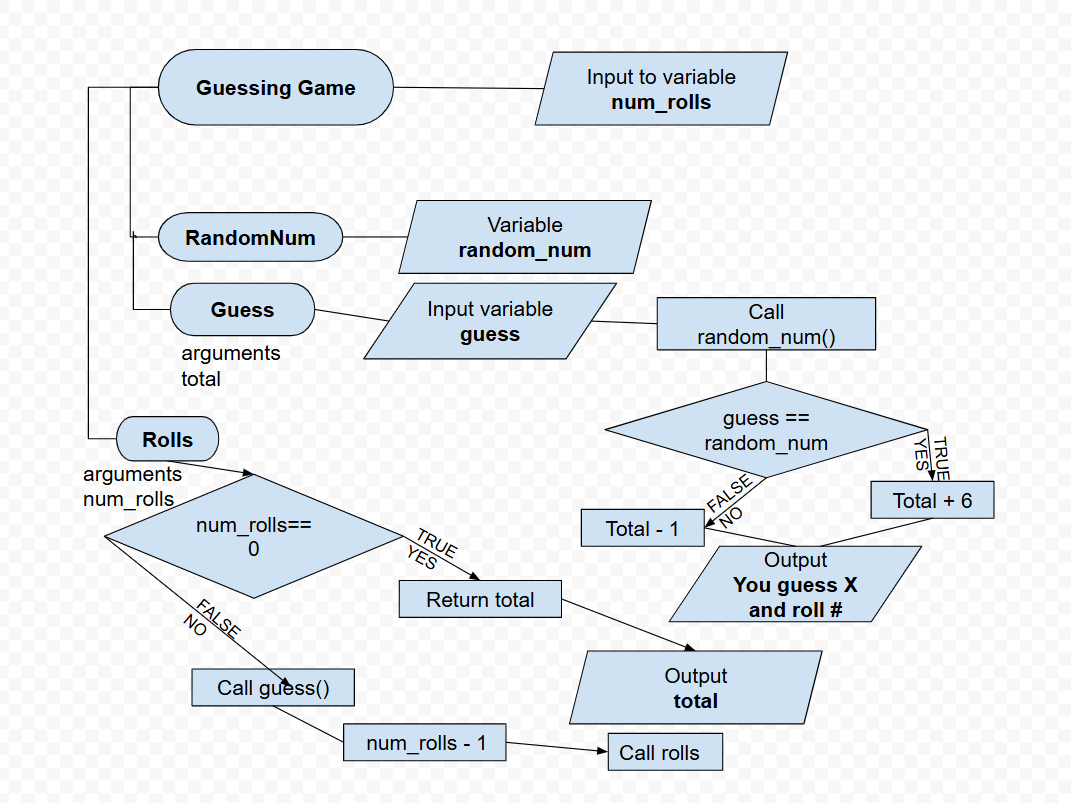 Guessing Game
Input to variable
num_rolls
RandomNum
Variable
random_num
Guess
arguments
total
Input variable
guess
Call
random_num()
guess ==
random_num
TRUE
YES
FALSE
NO
Total + 6
Total - 1
Output
You guess X
and roll #
Rolls
arguments
num_rolls
num_rolls==
0
TRUE
YES
Return total
Output
total
FALSE
NO
Call guess()
num_rolls - 1
Call rolls